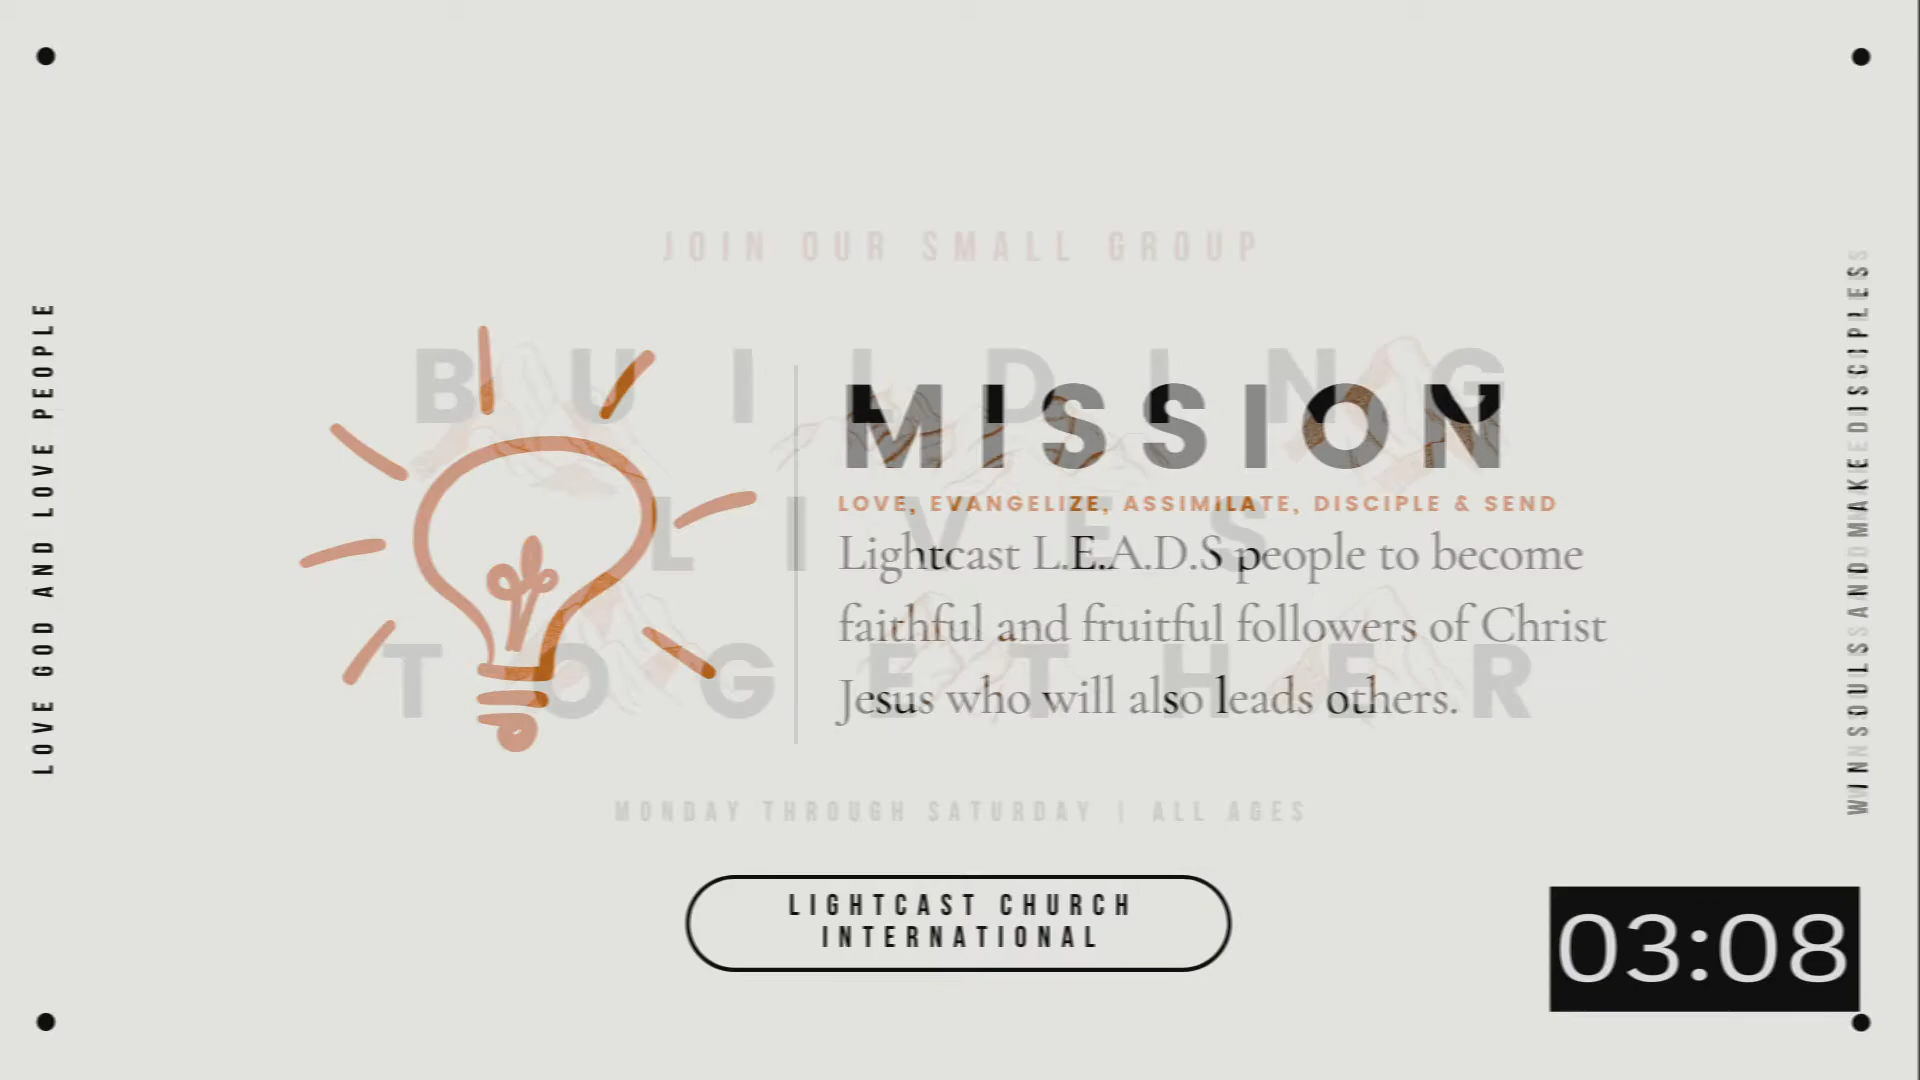 JOIN OUR SMALL GROUP
BUILDING
LIVES
TOGETHER
MISSION
LOVE, EVANGELIZE, ASSIMILATE, DISCIPLE & SEND
Lightcast L.E.A.D.S people to become
faithful and fruitful followers of Christ
Jesus who will also leads others.
MONDAY THROUGH SATURDAY | ALL AGES
LIGHTCAST CHURCH
INTERNATIONAL
03:08
LOVE GOD AND LOVE PEOPLE
WIN SOULS AND MAKE DISCIPLES